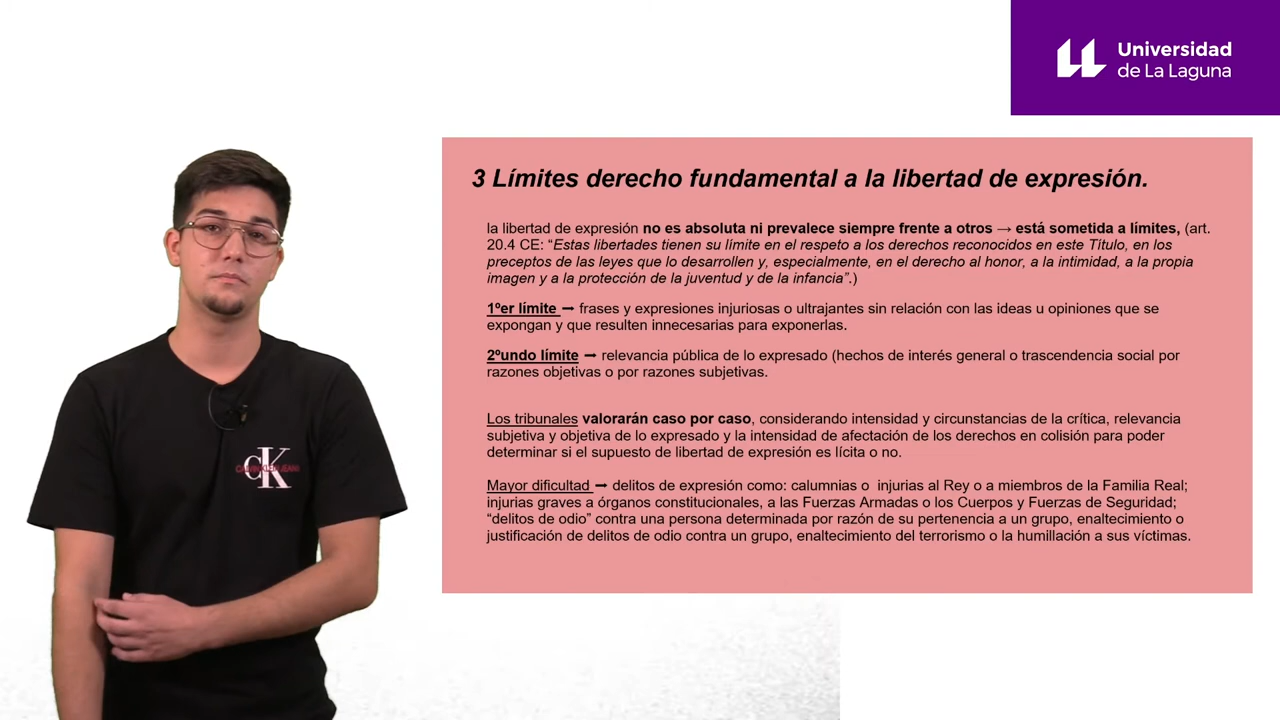 Universidad
de La Laguna
3 Límites derecho fundamental a la libertad de expresión.
la libertad de expresión no es absoluta ni prevalece siempre frente a otros → está sometida a límites, (art.
20.4 CE: “Estas libertades tienen su límite en el respeto a los derechos reconocidos en este Título, en los
preceptos de las leyes que lo desarrollen y, especialmente, en el derecho al honor, a la intimidad, a la propia
imagen y a la protección de la juventud y de la infancia”.)
1ºer límite ➞ frases y expresiones injuriosas o ultrajantes sin relación con las ideas u opiniones que se
expongan y que resulten innecesarias para exponerlas.
2ºundo límite ➞ relevancia pública de lo expresado (hechos de interés general o trascendencia social por
razones objetivas o por razones subjetivas.
Los tribunales valorarán caso por caso, considerando intensidad y circunstancias de la crítica, relevancia
subjetiva y objetiva de lo expresado y la intensidad de afectación de los derechos en colisión para poder
determinar si el supuesto de libertad de expresión es lícita o no.
Mayor dificultad ➞ delitos de expresión como: calumnias o injurias al Rey o a miembros de la Familia Real;
injurias graves a órganos constitucionales, a las Fuerzas Armadas o los Cuerpos y Fuerzas de Seguridad;
“delitos de odio” contra una persona determinada por razón de su pertenencia a un grupo, enaltecimiento o
justificación de delitos de odio contra un grupo, enaltecimiento del terrorismo o la humillación a sus víctimas.
CK
CALVIN KLEIN JEANS